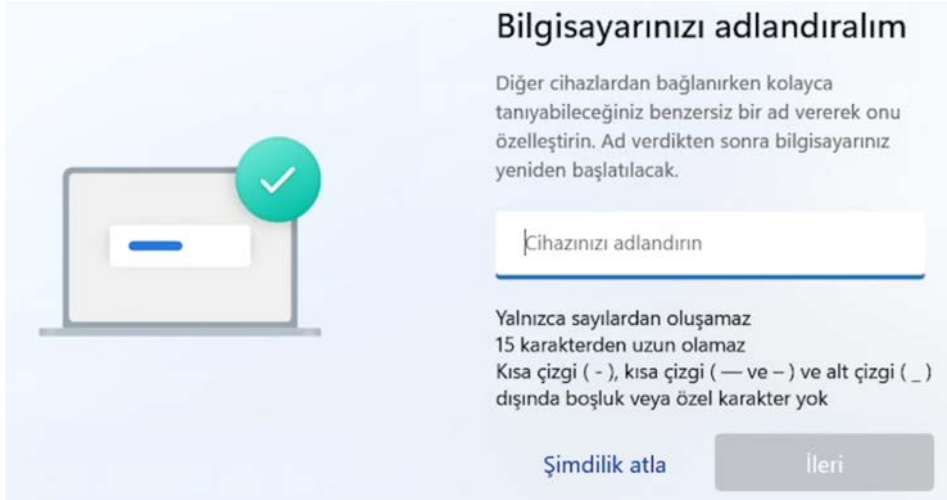 Bilgisayarınızı adlandıralım
Diğer cihazlardan bağlanırken kolayca
tanıyabileceğiniz benzersiz bir ad vererek onu
özelleştirin. Ad verdikten sonra bilgisayarınız
yeniden başlatılacak.
Cihazınızı adlandırın
Yalnızca sayılardan oluşamaz
15 karakterden uzun olamaz
Kısa çizgi ( - ), kısa çizgi ( — ve – ) ve alt çizgi ( _ )
dışında boşluk veya özel karakter yok
Şimdilik atla
İleri